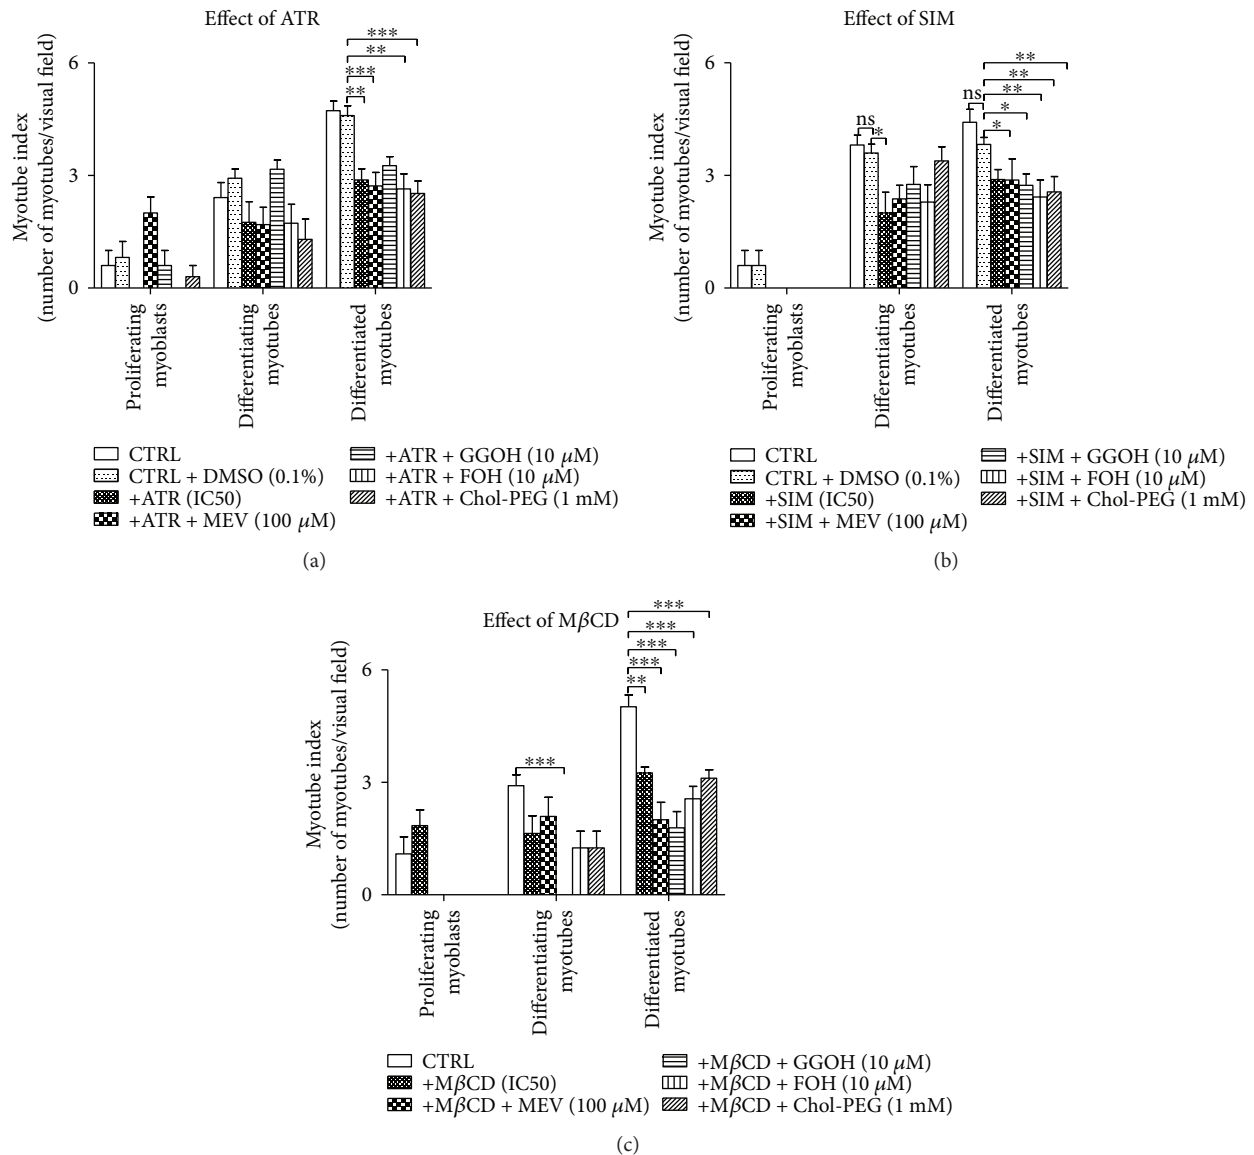 Effect of ATR
Myotube index
(number of myotubes/visual field)
6
3
0
***
**
***
**
Proliferating
myoblasts
Differentiating
myotubes
Differentiated
myotubes
CTRL
CTRL + DMSO (0.1%)
+ATR (IC50)
+ATR + MEV (100 μM)
+ATR + GGOH (10 μM)
+ATR + FOH (10 μM)
+ATR + Chol-PEG (1 mM)
(a)
Effect of SIM
Myotube index
(number of myotubes/visual field)
6
3
0
ns
*
ns
**
**
**
*
*
Proliferating
myoblasts
Differentiating
myotubes
Differentiated
myotubes
CTRL
CTRL + DMSO (0.1%)
+SIM (IC50)
+SIM + MEV (100 μM)
+SIM + GGOH (10 μM)
+SIM + FOH (10 μM)
+SIM + Chol-PEG (1 mM)
(b)
Effect of MβCD
Myotube index
(number of myotubes/visual field)
6
3
0
***
***
***
***
***
**
Proliferating
myoblasts
Differentiating
myotubes
Differentiated
myotubes
CTRL
+MβCD (IC50)
+MβCD + MEV (100 μM)
+MβCD + GGOH (10 μM)
+MβCD + FOH (10 μM)
+MβCD + Chol-PEG (1 mM)
(c)